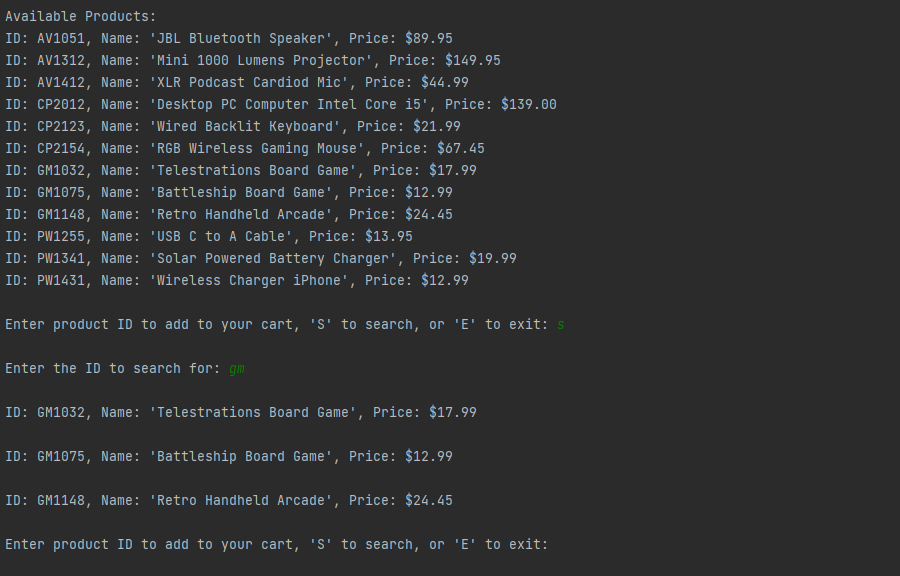 Available Products:
ID: AV1051, Name: 'JBL Bluetooth Speaker', Price: $89.95
ID: AV1312, Name: 'Mini 1000 Lumens Projector', Price: $149.95
ID: AV1412, Name: 'XLR Podcast Cardiod Mic', Price: $44.99
ID: CP2012, Name: 'Desktop PC Computer Intel Core i5', Price: $139.00
ID: CP2123, Name: 'Wired Backlit Keyboard', Price: $21.99
ID: CP2154, Name: 'RGB Wireless Gaming Mouse', Price: $67.45
ID: GM1032, Name: 'Telestrations Board Game', Price: $17.99
ID: GM1075, Name: 'Battleship Board Game', Price: $12.99
ID: GM1148, Name: 'Retro Handheld Arcade', Price: $24.45
ID: PW1255, Name: 'USB C to A Cable', Price: $13.95
ID: PW1341, Name: 'Solar Powered Battery Charger', Price: $19.99
ID: PW1431, Name: 'Wireless Charger iPhone', Price: $12.99
Enter product ID to add to your cart, 'S' to search, or 'E' to exit: s
Enter the ID to search for: gm
ID: GM1032, Name: 'Telestrations Board Game', Price: $17.99
ID: GM1075, Name: 'Battleship Board Game', Price: $12.99
ID: GM1148, Name: 'Retro Handheld Arcade', Price: $24.45
Enter product ID to add to your cart, 'S' to search, or 'E' to exit: